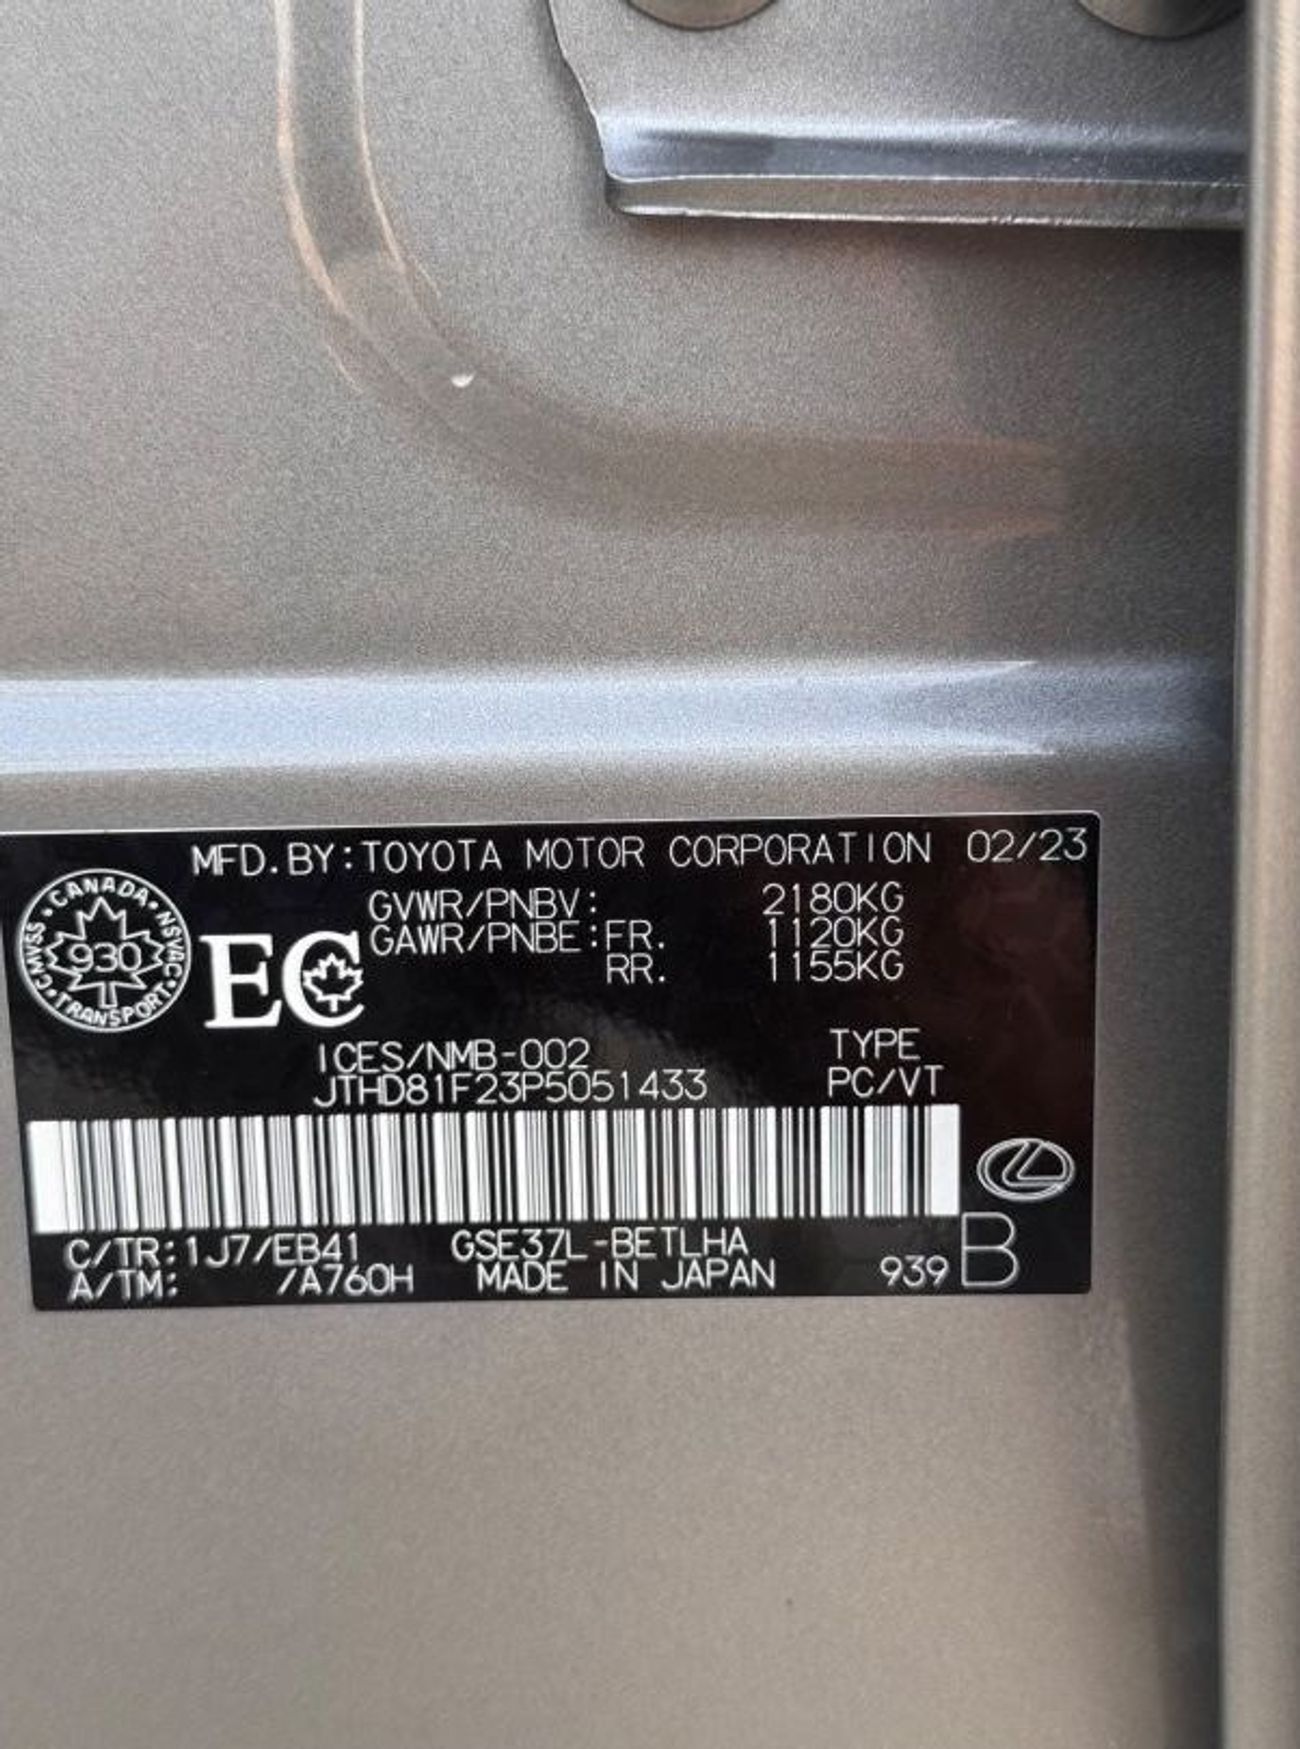 MFD.BY:TOYOTA MOTOR CORPORATION 02/23
GVWR/PNBV: 2180KG
GAWR/PNBE:FR. 1120KG
RR. 1155KG
CANADA
CMVSS
NSVAC
930
TRANSPORT
EC
ICES/NMB-002
TYPE
JTHD81F23P5051433
PC/VT
C/TR:1J7/EB41
GSE37L-BETLHA
A/TM: /A760H
MADE IN JAPAN
939 B